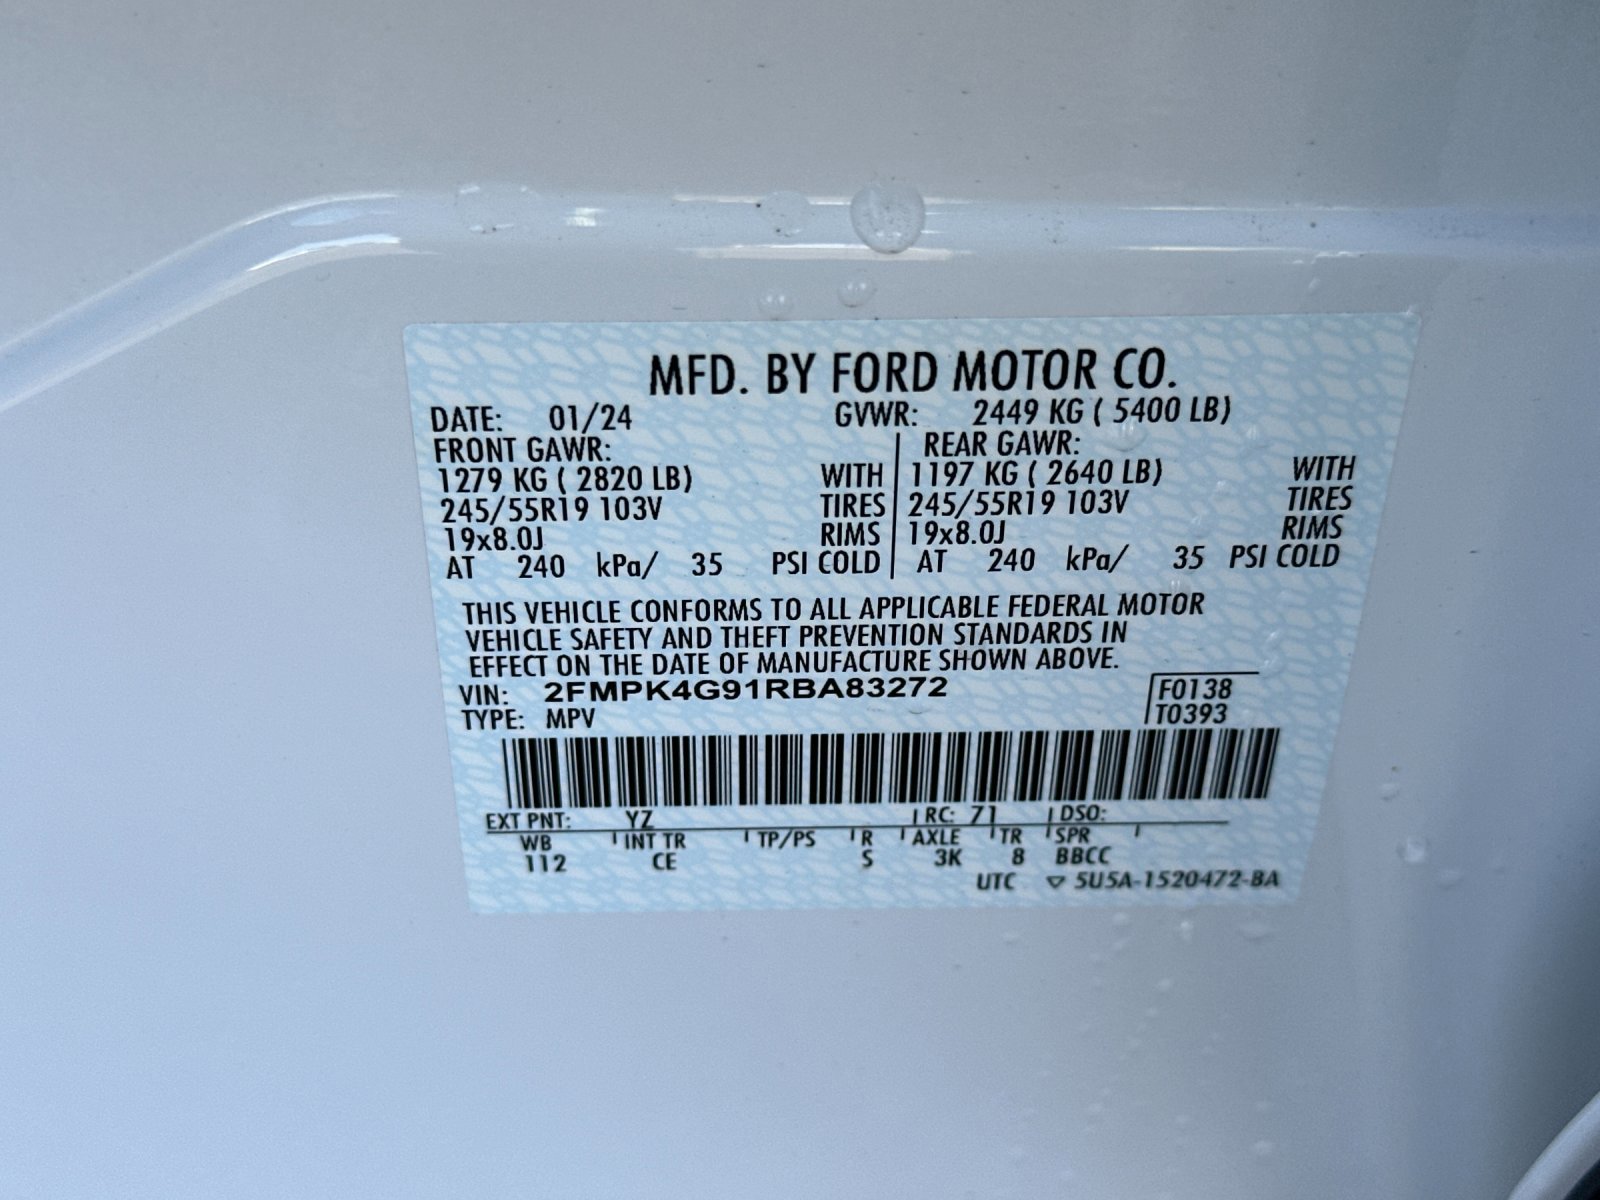 MFD. BY FORD MOTOR CO.
DATE: 01/24 GVWR: 2449 KG ( 5400 LB)
FRONT GAWR: REAR GAWR:
1279 KG ( 2820 LB) WITH 1197 KG ( 2640 LB) WITH
245/55R19 103V TIRES 245/55R19 103V TIRES
19x8.0J RIMS 19x8.0J RIMS
AT 240 kPa/ 35 PSI COLD AT 240 kPa/ 35 PSI COLD
THIS VEHICLE CONFORMS TO ALL APPLICABLE FEDERAL MOTOR
VEHICLE SAFETY AND THEFT PREVENTION STANDARDS IN
EFFECT ON THE DATE OF MANUFACTURE SHOWN ABOVE.
VIN: 2FMPK4G91RBA83272 F0138
TYPE: MPV T0393
EXT PNT: YZ RC: 71 DSO:
WB INT TR TP/PS R AXLE TR SPR
112 CE S 3K 8 BBCC
UTC ▽ 5U5A-1520472-BA